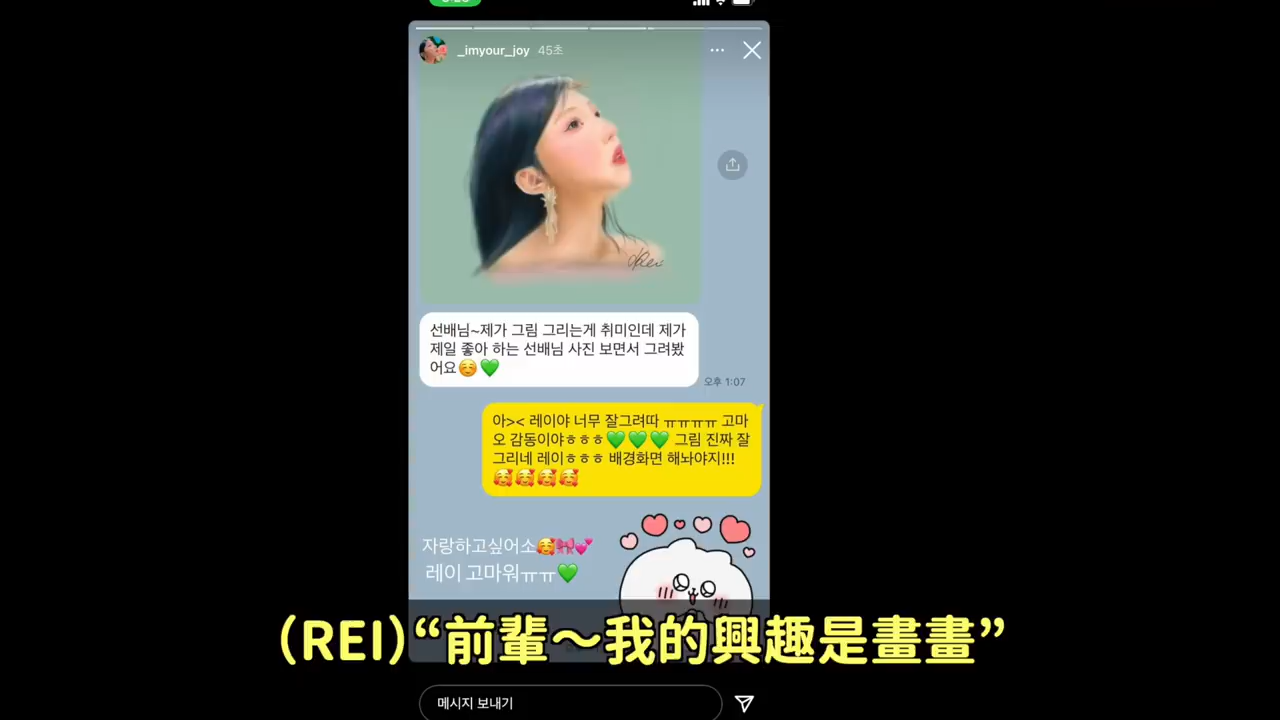 _imyour_joy 45초
Rei
선배님~제가 그림 그리는게 취미인데 제가
제일 좋아 하는 선배님 사진 보면서 그려봤
어요☺️💚
오후 1:07
아>< 레이야 너무 잘그려따 ㅠㅠㅠㅠ 고마
오 감동이야ㅎㅎㅎ💚💚💚 그림 진짜 잘
그리네 레이ㅎㅎㅎ 배경화면 해놔야지!!!
🥰🥰🥰🥰
자랑하고싶어소🥰🎀💕
레이 고마워ㅠㅠ💚
(REI)“前輩～我的興趣是畫畫”
메시지 보내기